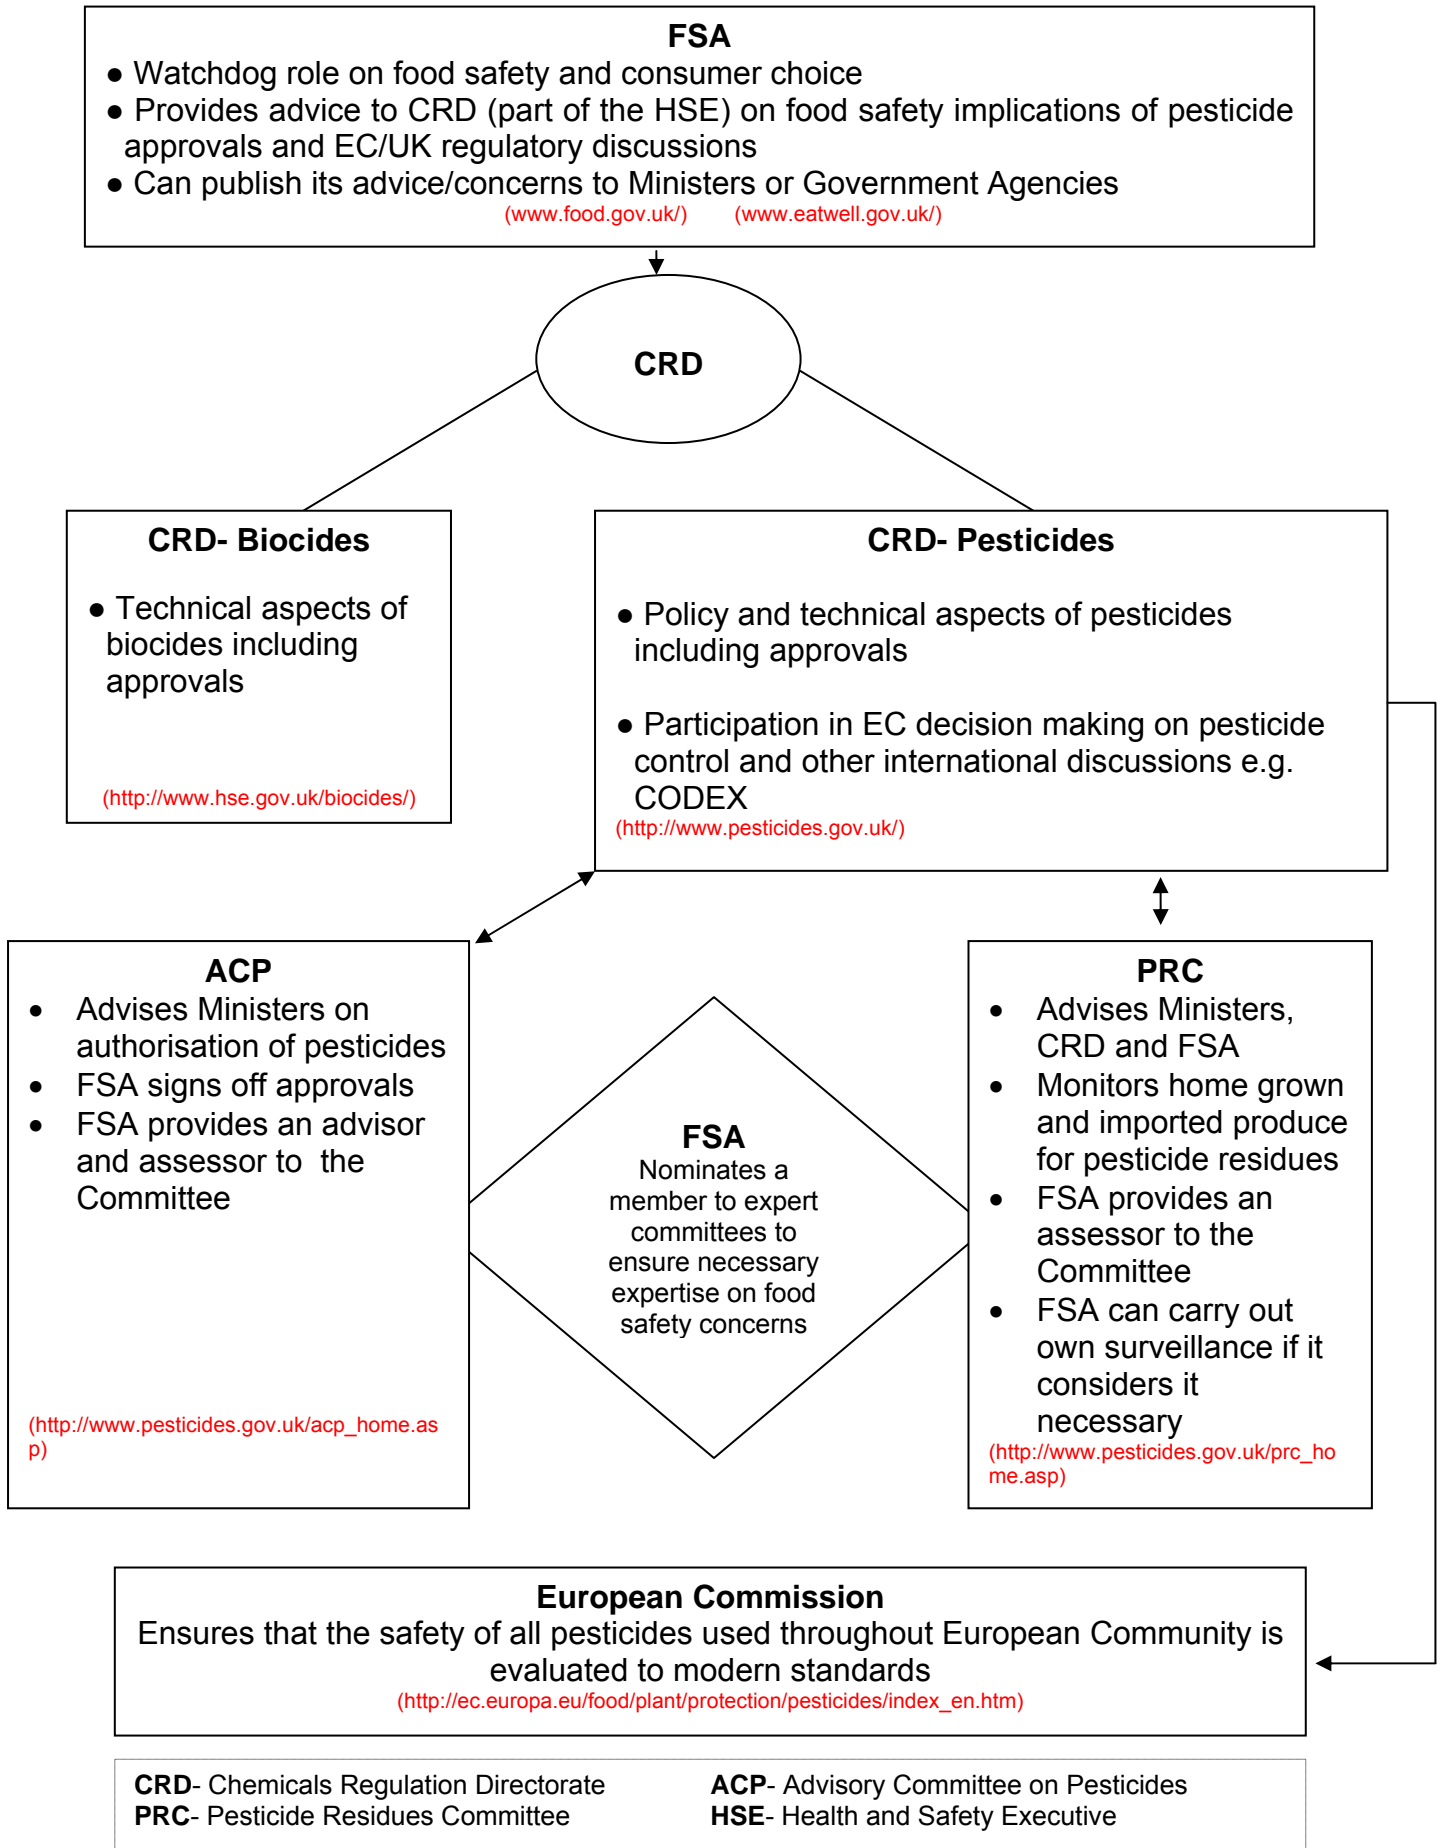 FSA
● Watchdog role on food safety and consumer choice
● Provides advice to CRD (part of the HSE) on food safety implications of pesticide
approvals and EC/UK regulatory discussions
● Can publish its advice/concerns to Ministers or Government Agencies
(www.food.gov.uk/) (www.eatwell.gov.uk/)
CRD
CRD- Biocides
● Technical aspects of
biocides including
approvals
(http://www.hse.gov.uk/biocides/)
CRD- Pesticides
● Policy and technical aspects of pesticides
including approvals
● Participation in EC decision making on pesticide
control and other international discussions e.g.
CODEX
(http://www.pesticides.gov.uk/)
ACP
• Advises Ministers on
authorisation of pesticides
• FSA signs off approvals
• FSA provides an advisor
and assessor to the
Committee
(http://www.pesticides.gov.uk/acp_home.as
p)
FSA
Nominates a
member to expert
committees to
ensure necessary
expertise on food
safety concerns
PRC
• Advises Ministers,
CRD and FSA
• Monitors home grown
and imported produce
for pesticide residues
• FSA provides an
assessor to the
Committee
• FSA can carry out
own surveillance if it
considers it
necessary
(http://www.pesticides.gov.uk/prc_ho
me.asp)
European Commission
Ensures that the safety of all pesticides used throughout European Community is
evaluated to modern standards
(http://ec.europa.eu/food/plant/protection/pesticides/index_en.htm)
CRD- Chemicals Regulation Directorate ACP- Advisory Committee on Pesticides
PRC- Pesticide Residues Committee HSE- Health and Safety Executive